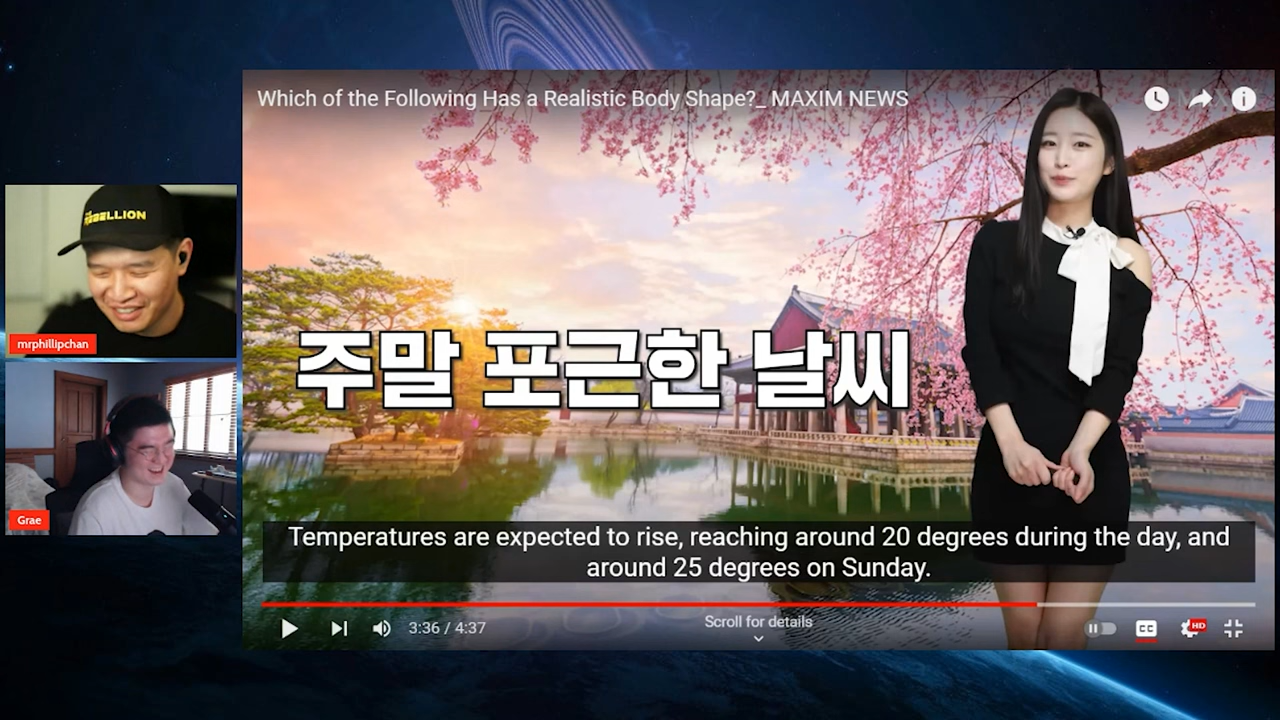 Which of the Following Has a Realistic Body Shape?_ MAXIM NEWS
REBELLION
mrphillipchan
Grae
주말 포근한 날씨
Temperatures are expected to rise, reaching around 20 degrees during the day, and
around 25 degrees on Sunday.
3:36 / 4:37
Scroll for details
CC
HD